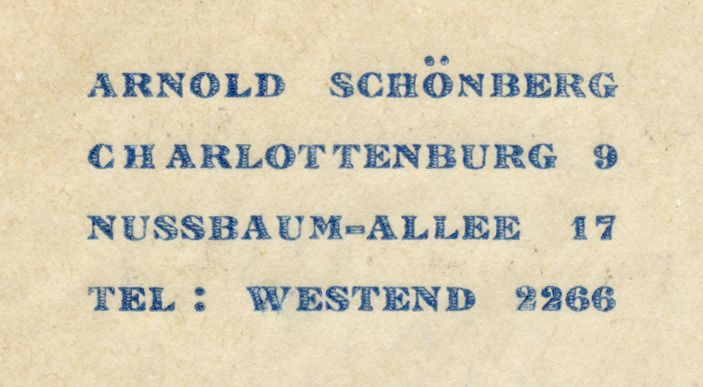 ARNOLD SCHÖNBERG
CHARLOTTENBURG 9
NUSSBAUM-ALLEE 17
TEL: WESTEND 2266